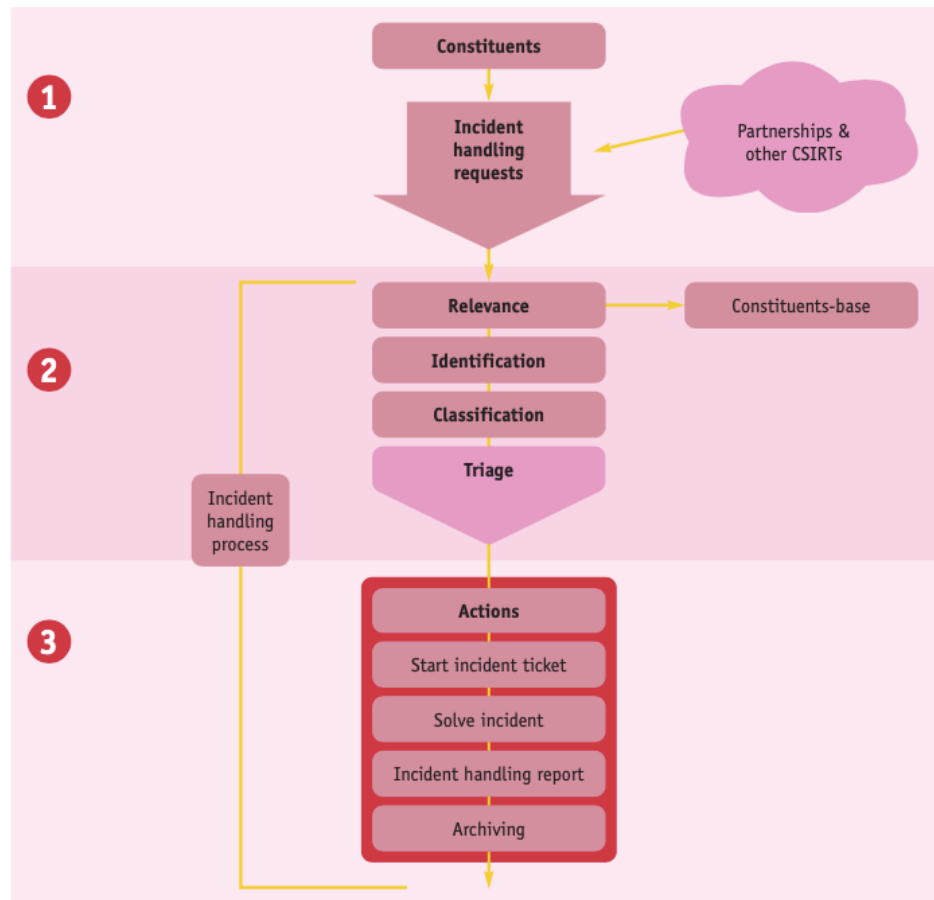 1
Constituents
Incident
handling
requests
Partnerships &
other CSIRTs
2
Relevance
Constituents-base
Identification
Classification
Triage
Incident
handling
process
3
Actions
Start incident ticket
Solve incident
Incident handling report
Archiving